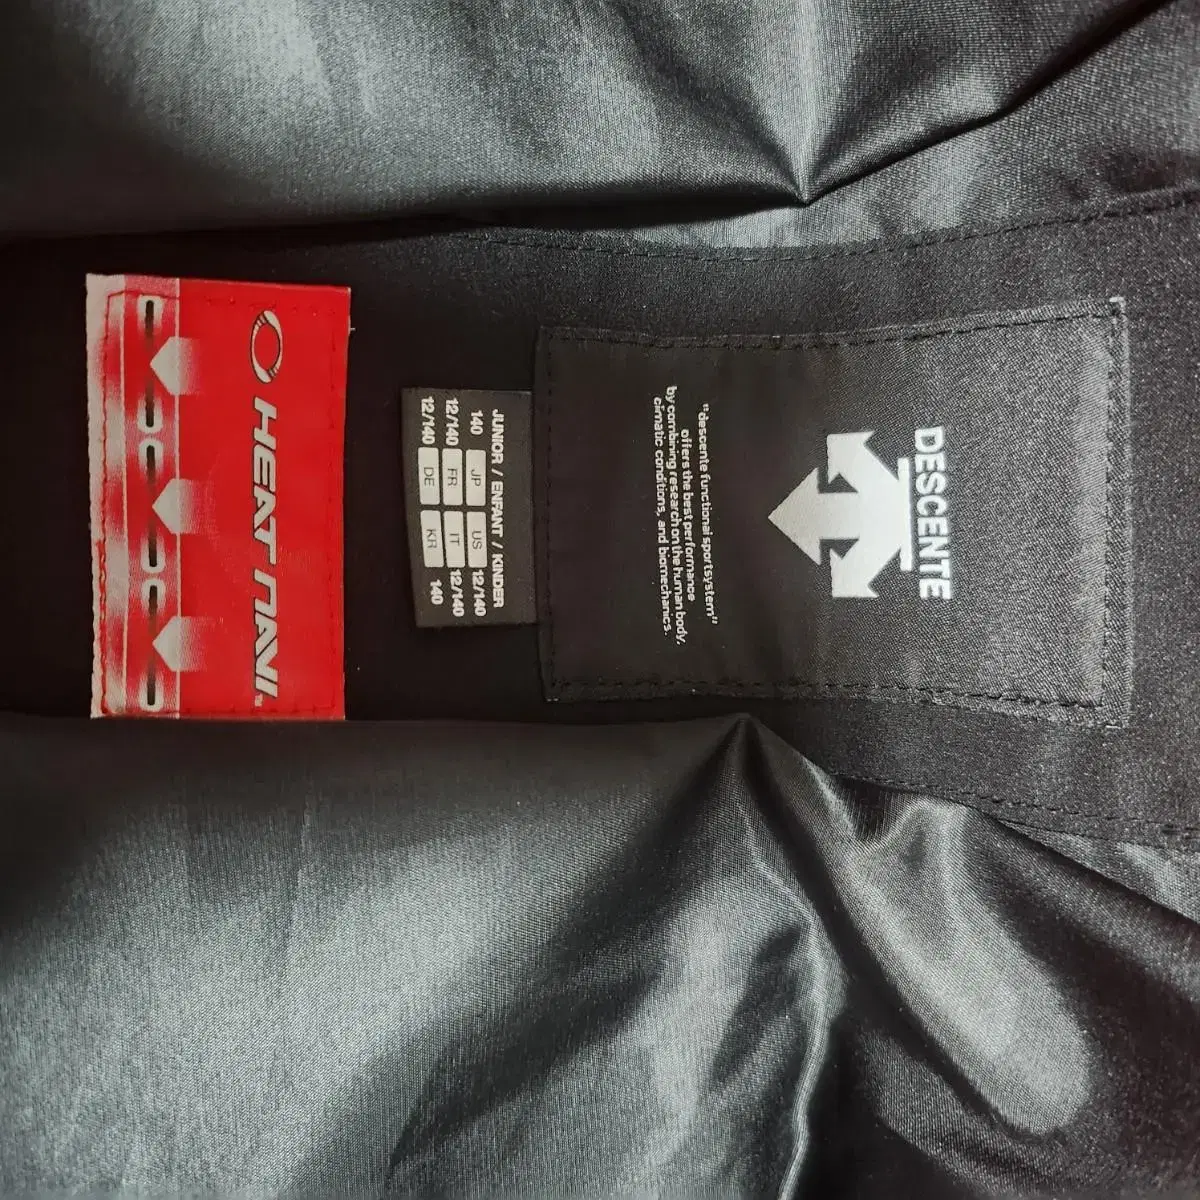 DESCENTE
"descente functional sportsystem"
offers the best performance
by combining research on the human body,
climatic conditions, and biomechanics.
JUNIOR / ENFANT / KINDER
140 JP US 12/140
12/140 FR IT 12/140
12/140 DE KR 140
HEAT NAVI™